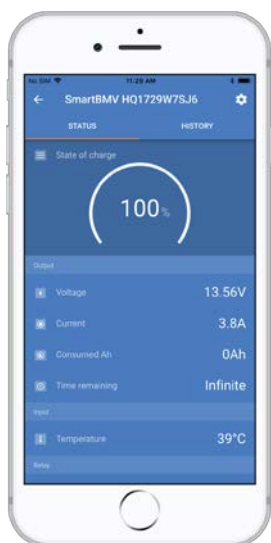 No SIM 11:29 AM
← SmartBMV HQ1729W7SJ6
STATUS HISTORY
State of charge
100%
Output
Voltage 13.56V
Current 3.8A
Consumed Ah 0Ah
Time remaining Infinite
Input
Temperature 39°C
Relay